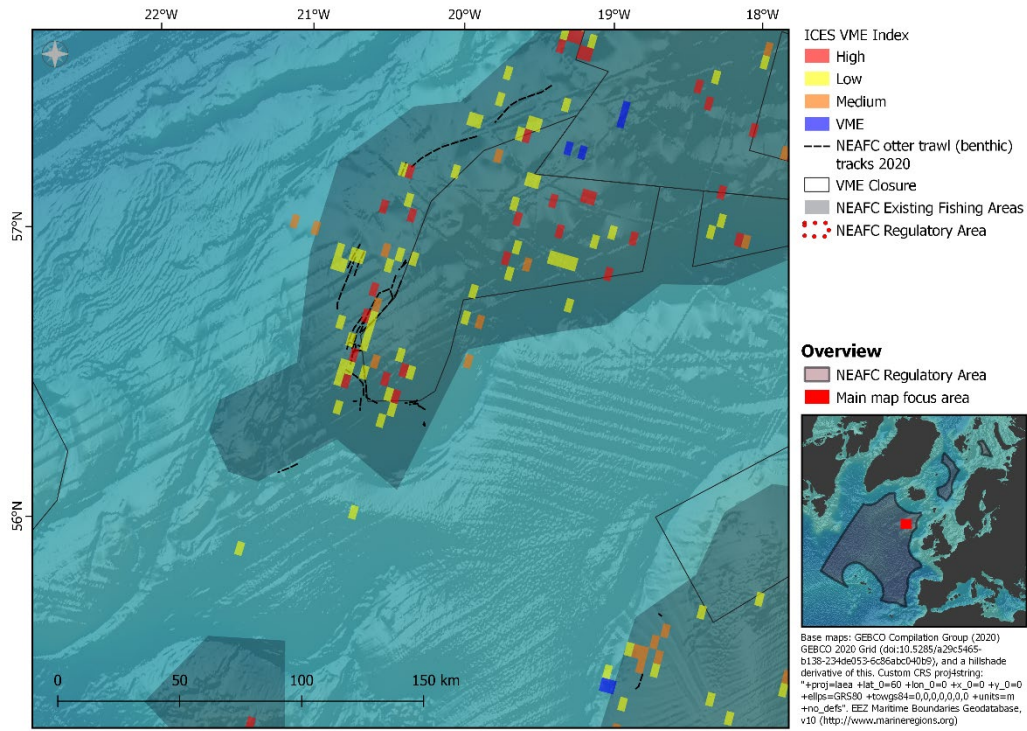 22°W 21°W 20°W 19°W 18°W
57°N
56°N
0 50 100 150 km
ICES VME Index
High
Low
Medium
VME
NEAFC otter trawl (benthic)
tracks 2020
VME Closure
NEAFC Existing Fishing Areas
NEAFC Regulatory Area
Overview
NEAFC Regulatory Area
Main map focus area
Base maps: GEBCO Compilation Group (2020)
GEBCO 2020 Grid (doi:10.5285/a29c5465-
b138-234de053-6c86abc040b9), and a hillshade
derivative of this. Custom CRS proj4string:
"+proj=laea +lat_0=60 +lon_0=0 +x_0=0 +y_0=0
+ellps=GRS80 +towgs84=0,0,0,0,0,0,0 +units=m
+no_defs". EEZ Maritime Boundaries Geodatabase,
v10 (http://www.marineregions.org)